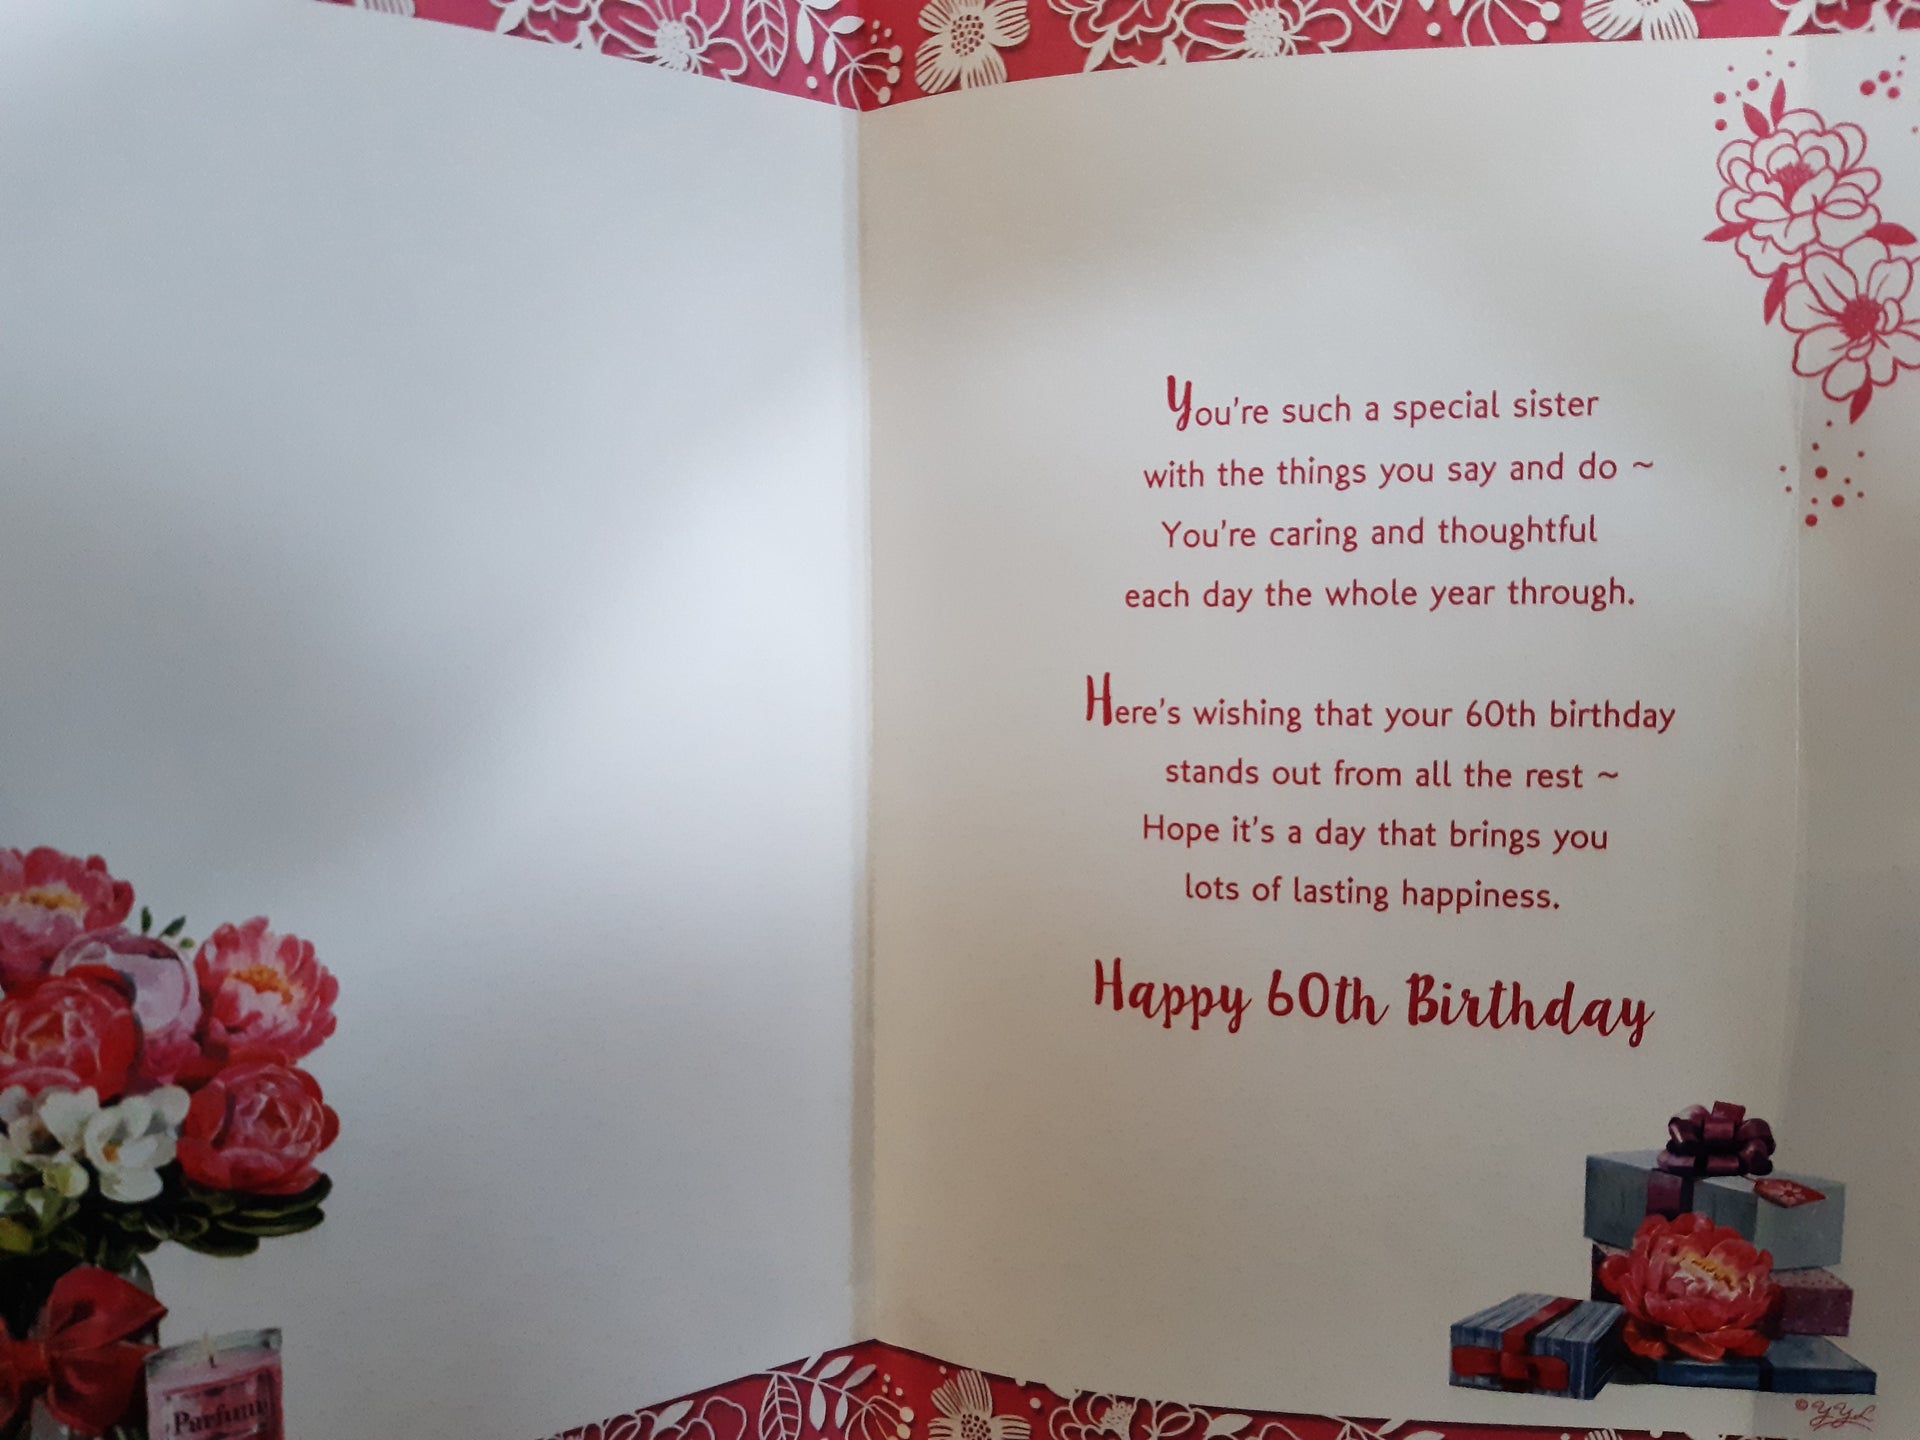 You're such a special sister
with the things you say and do ~
You're caring and thoughtful
each day the whole year through.
Here's wishing that your 60th birthday
stands out from all the rest ~
Hope it's a day that brings you
lots of lasting happiness.
Happy 60th Birthday
Parfum